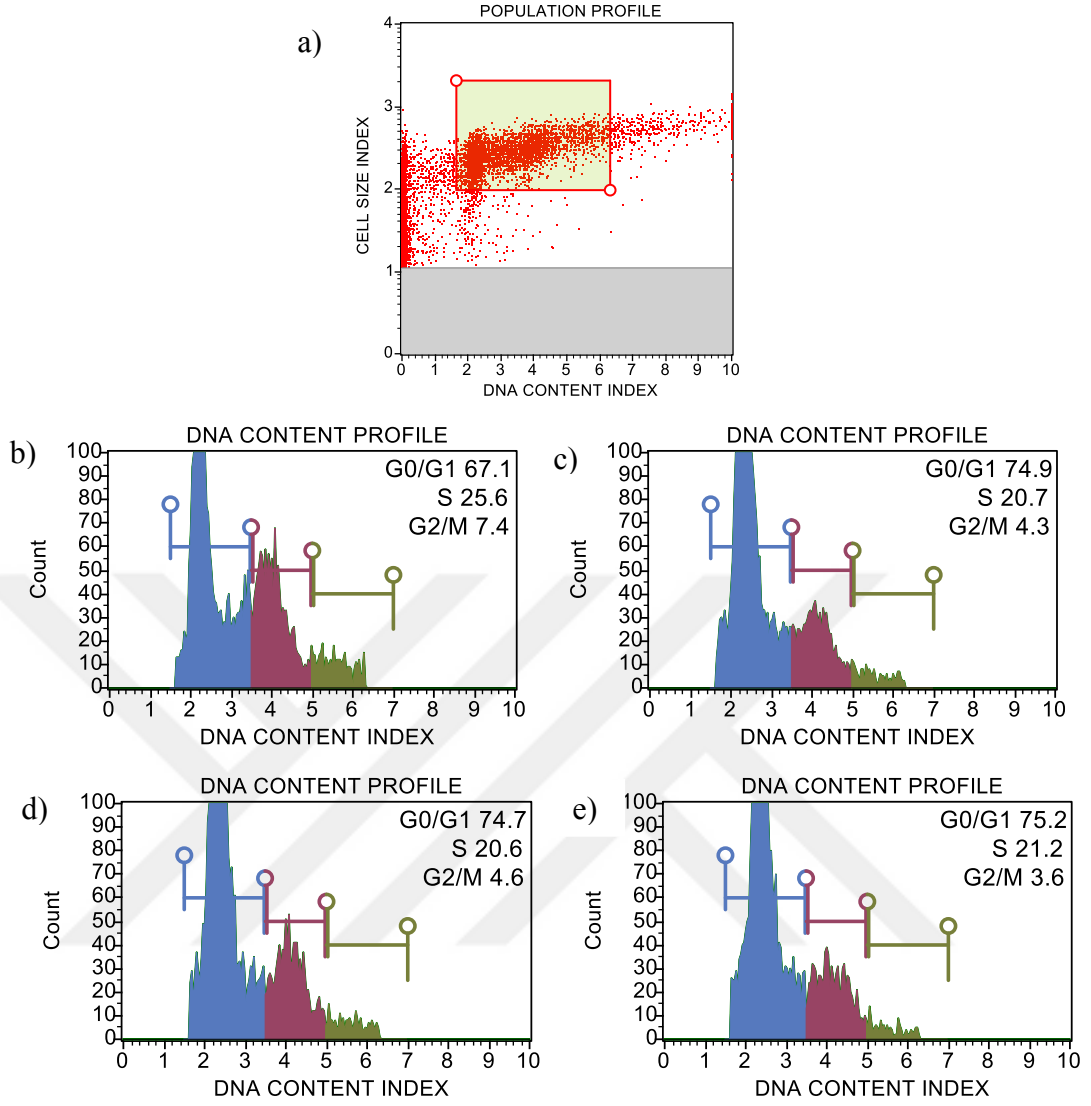 a)
POPULATION PROFILE
CELL SIZE INDEX
4
3
2
1
0
0 1 2 3 4 5 6 7 8 9 10
DNA CONTENT INDEX
b)
DNA CONTENT PROFILE
G0/G1 67.1
S 25.6
G2/M 7.4
Count
100
90
80
70
60
50
40
30
20
10
0
0 1 2 3 4 5 6 7 8 9 10
DNA CONTENT INDEX
c)
DNA CONTENT PROFILE
G0/G1 74.9
S 20.7
G2/M 4.3
Count
100
90
80
70
60
50
40
30
20
10
0
0 1 2 3 4 5 6 7 8 9 10
DNA CONTENT INDEX
d)
DNA CONTENT PROFILE
G0/G1 74.7
S 20.6
G2/M 4.6
Count
100
90
80
70
60
50
40
30
20
10
0
0 1 2 3 4 5 6 7 8 9 10
DNA CONTENT INDEX
e)
DNA CONTENT PROFILE
G0/G1 75.2
S 21.2
G2/M 3.6
Count
100
90
80
70
60
50
40
30
20
10
0
0 1 2 3 4 5 6 7 8 9 10
DNA CONTENT INDEX